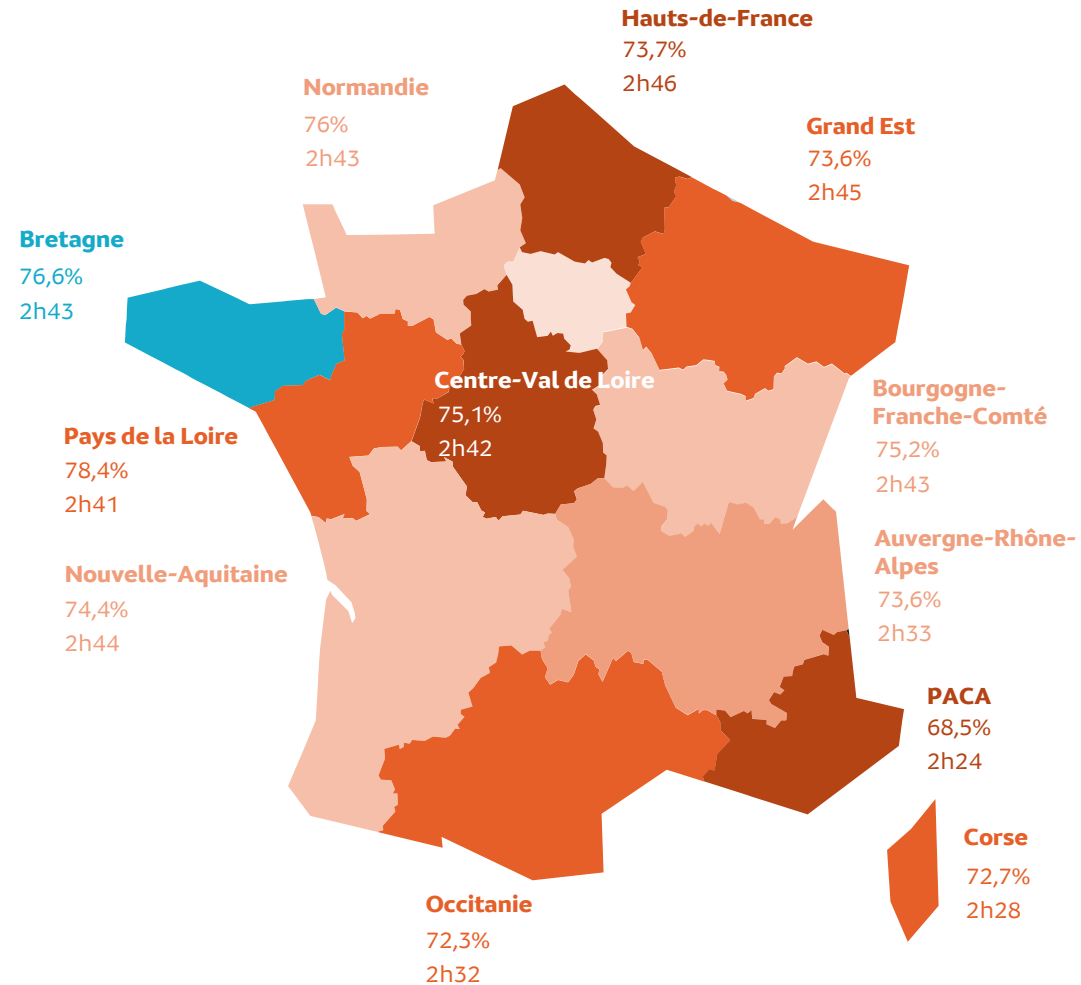 Hauts-de-France
73,7%
2h46
Normandie
76%
2h43
Grand Est
73,6%
2h45
Bretagne
76,6%
2h43
Centre-Val de Loire
75,1%
2h42
Bourgogne-
Franche-Comté
75,2%
2h43
Pays de la Loire
78,4%
2h41
Auvergne-Rhône-
Alpes
73,6%
2h33
Nouvelle-Aquitaine
74,4%
2h44
PACA
68,5%
2h24
Corse
72,7%
2h28
Occitanie
72,3%
2h32